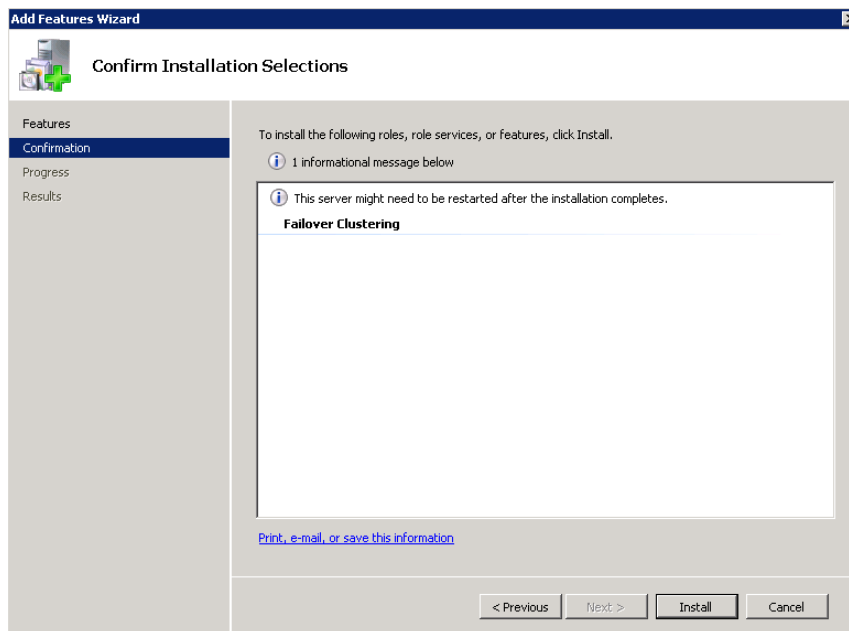 Add Features Wizard
Confirm Installation Selections
Features
Confirmation
Progress
Results
To install the following roles, role services, or features, click Install.
1 informational message below
This server might need to be restarted after the installation completes.
Failover Clustering
Print, e-mail, or save this information
< Previous
Next >
Install
Cancel